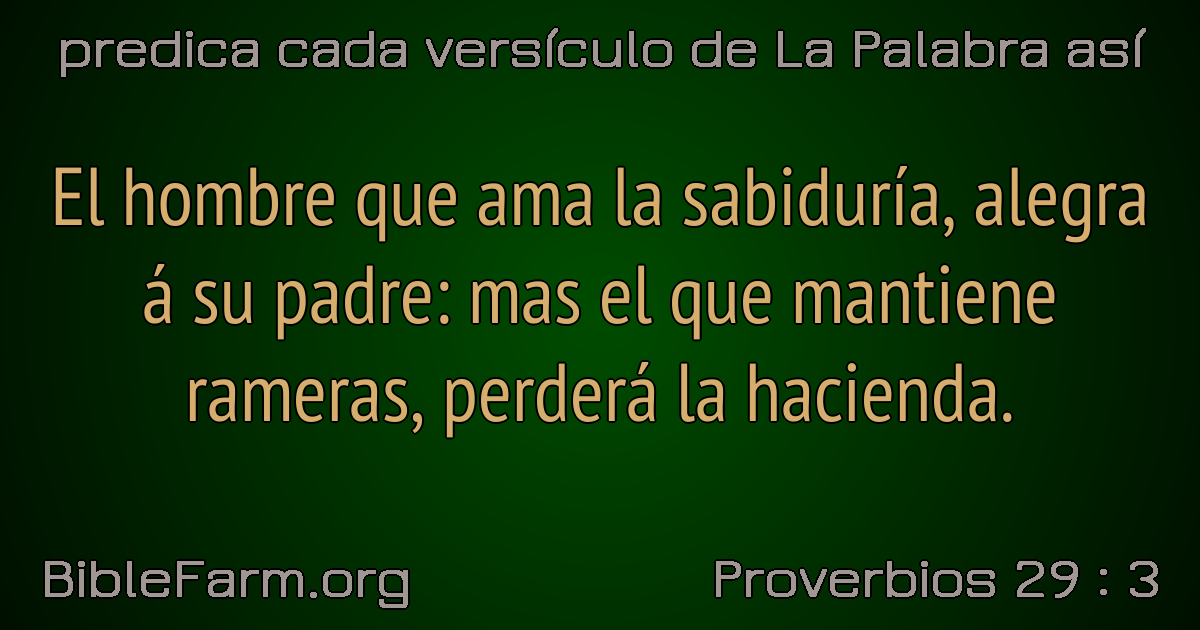 predica cada versículo de La Palabra así
El hombre que ama la sabiduría, alegra
á su padre: mas el que mantiene
rameras, perderá la hacienda.
BibleFarm.org
Proverbios 29 : 3